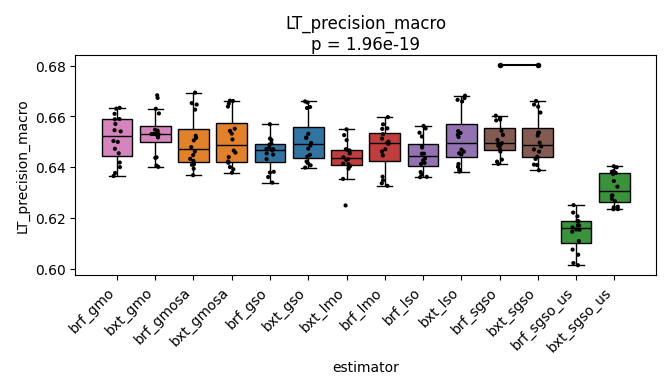 LT_precision_macro
p = 1.96e-19
LT_precision_macro
0.68
0.66
0.64
0.62
0.60
brf_gmo
bxt_gmo
brf_gmosa
bxt_gmosa
brf_gso
bxt_gso
bxt_lmo
brf_lmo
brf_lso
bxt_lso
brf_sgso
bxt_sgso
brf_sgso_us
bxt_sgso_us
estimator